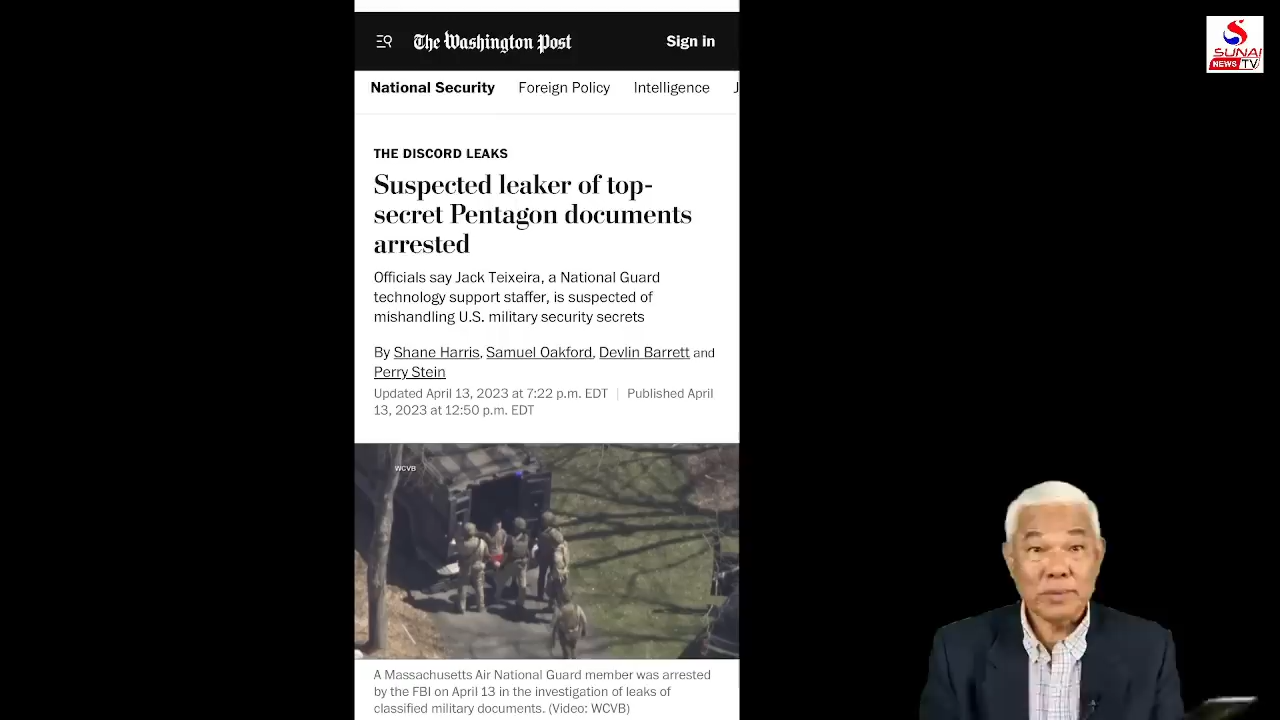 The Washington Post
Sign in
SUNAI
NEWS TV
National Security
Foreign Policy
Intelligence
J
THE DISCORD LEAKS
Suspected leaker of top-
secret Pentagon documents
arrested
Officials say Jack Teixeira, a National Guard
technology support staffer, is suspected of
mishandling U.S. military security secrets
By Shane Harris, Samuel Oakford, Devlin Barrett and
Perry Stein
Updated April 13, 2023 at 7:22 p.m. EDT | Published April
13, 2023 at 12:50 p.m. EDT
WCVB
A Massachusetts Air National Guard member was arrested
by the FBI on April 13 in the investigation of leaks of
classified military documents. (Video: WCVB)